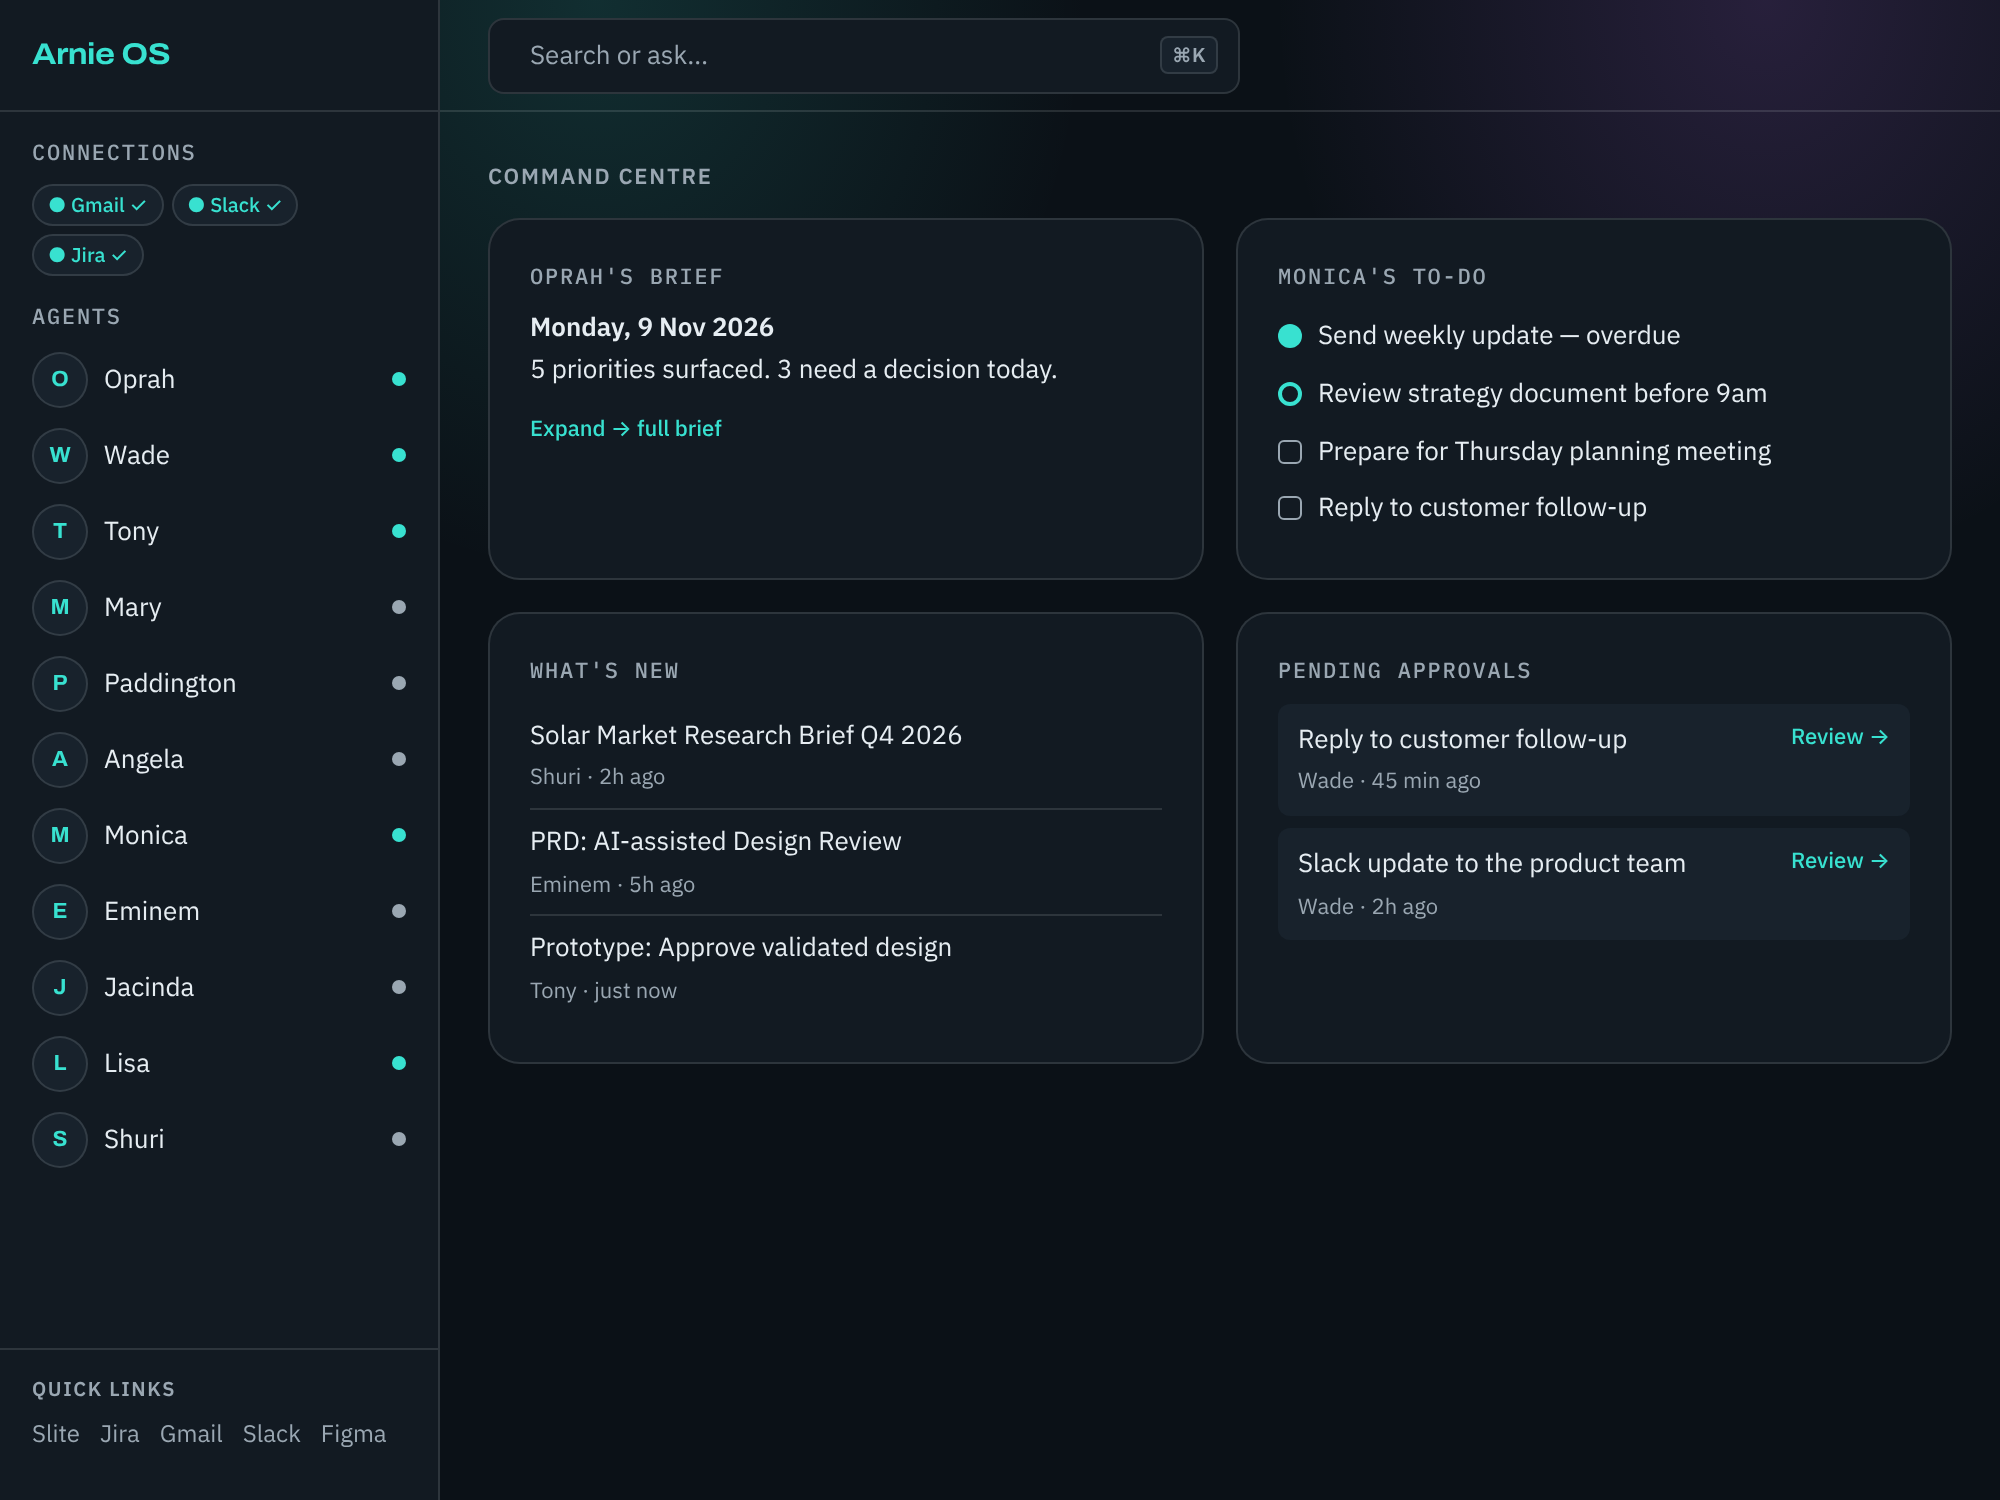 Arnie OS
Search or ask...
⌘K
CONNECTIONS
Gmail ✓
Slack ✓
Jira ✓
AGENTS
O Oprah
W Wade
T Tony
M Mary
P Paddington
A Angela
M Monica
E Eminem
J Jacinda
L Lisa
S Shuri
QUICK LINKS
Slite Jira Gmail Slack Figma
COMMAND CENTRE
OPRAH'S BRIEF
Monday, 9 Nov 2026
5 priorities surfaced. 3 need a decision today.
Expand → full brief
MONICA'S TO-DO
Send weekly update — overdue
Review strategy document before 9am
Prepare for Thursday planning meeting
Reply to customer follow-up
WHAT'S NEW
Solar Market Research Brief Q4 2026
Shuri · 2h ago
PRD: AI-assisted Design Review
Eminem · 5h ago
Prototype: Approve validated design
Tony · just now
PENDING APPROVALS
Reply to customer follow-up
Review →
Wade · 45 min ago
Slack update to the product team
Review →
Wade · 2h ago